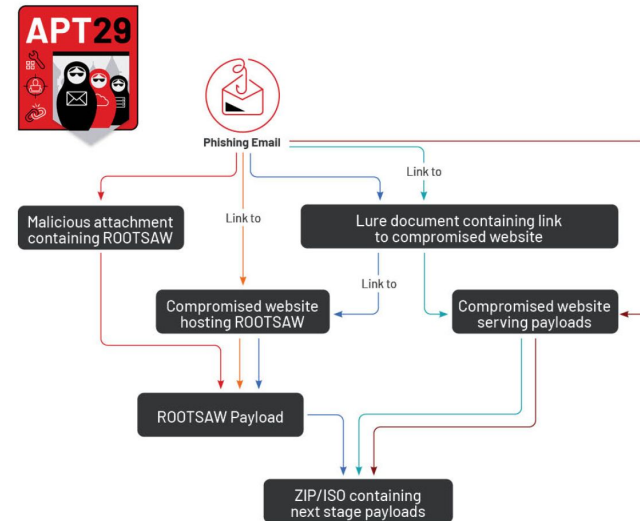 APT29
Phishing Email
Link to
Malicious attachment
containing ROOTSAW
Link to
Lure document containing link
to compromised website
Link to
Compromised website
hosting ROOTSAW
Compromised website
serving payloads
ROOTSAW Payload
ZIP/ISO containing
next stage payloads